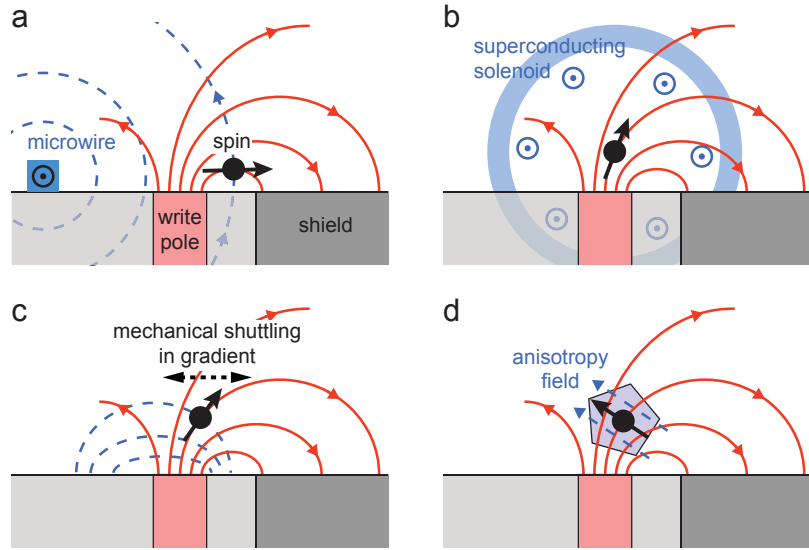 a
microwire
spin
write
pole
shield
b
superconducting
solenoid
c
mechanical shuttling
in gradient
d
anisotropy
field